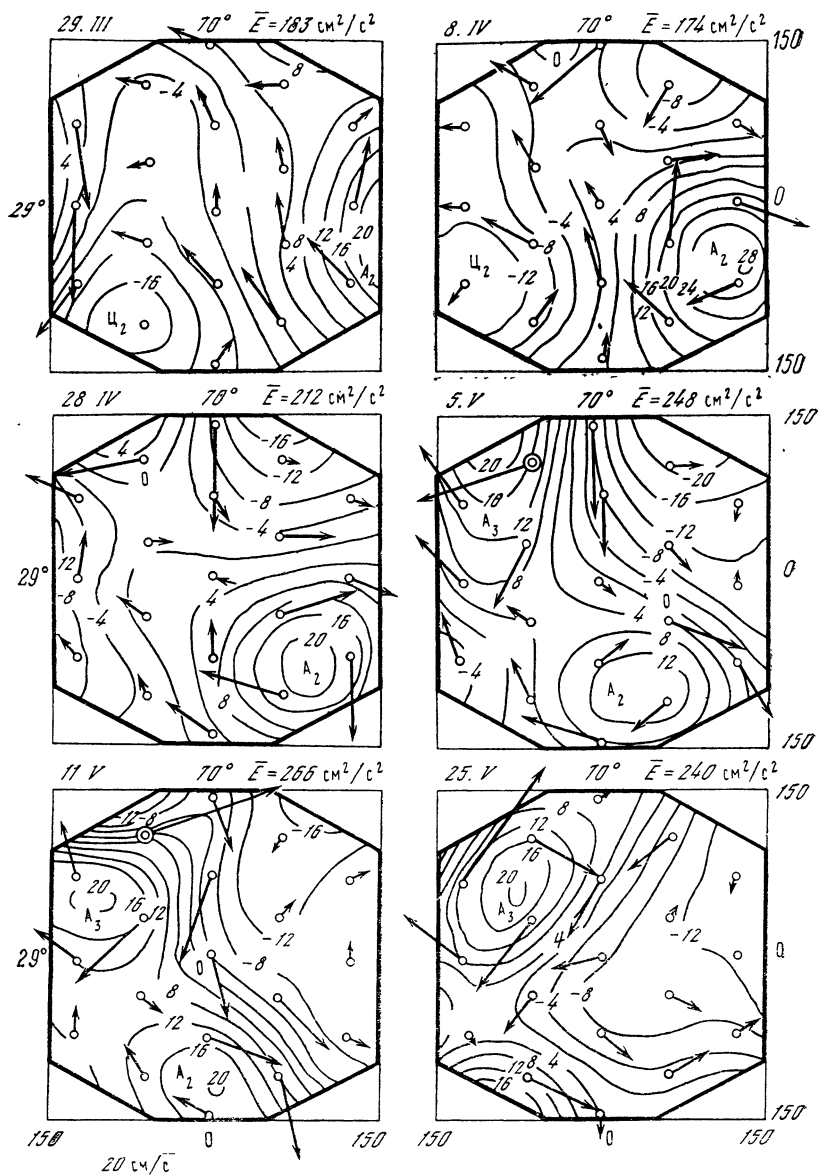 29. III 70° E̅ = 183 см²/с² 8. IV 70° E̅ = 174 см²/с² 150
8 0
-4 -8
-4
4
29° 0
8 12 20 -4 4 8 A₂
4 16 -8 28
-16 A₂ Ц₂ -12 16 20 24
Ц₂ 12
150
28 IV 70° E̅ = 212 см²/с² 5. V 70° E̅ = 248 см²/с² 150
4 -16 20 -20
0 -12 16 -16
-8 A₃
-4 12 -12
29° 12 -8 0
-8 4 8 -4
-4 16 4 0
20 8
A₂ -4 12
8 A₂
150
11 V 70° E̅ = 266 см²/с² 25. V 70° E̅ = 240 см²/с² 150
-12 -8 -16 8
12
16
20 16 12 20
A₃ A₃
-12 4 -12
29° 0 -8 0
8 -4 -8
12
16 12 8 4
A₂ 20 16
150
150 0 150 150 0 150
20 см/с